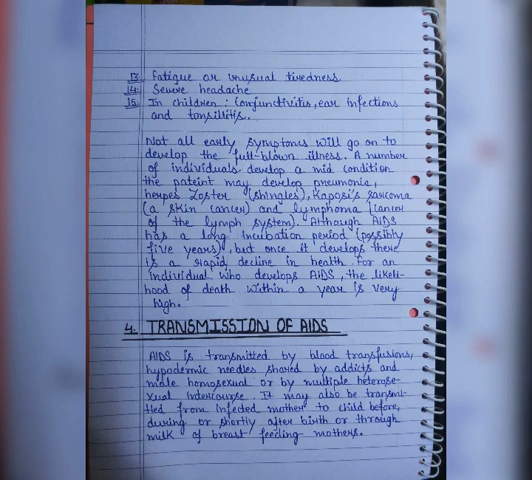 13. Fatigue or unusual tiredness.
14. Severe headache
15. In children : Conjunctivitis, ear infections
and tonsillitis.
Not all early symptoms will go on to
develop the full-blown illness. A number
of individuals develop a mid condition
the pateint may develop pneumonia,
herpes Zoster (shingles), Kaposi's sarcoma
(a skin cancer) and lymphoma (cancer
of the lymph system). Although AIDS
has a long incubation period (possibly
five years), but once it develops there
is a rapid decline in health. For an
individual who develops AIDS, the likeli-
hood of death within a year is very
high.
4. TRANSMISSION OF AIDS
AIDS is transmitted by blood transfusions,
hypodermic needles shared by addicts and
male homosexual or by multiple heterose-
xual intercourse. It may also be transmi-
tted from infected mother to child before,
during or shortly after birth or through
milk of breast feeding mothers.